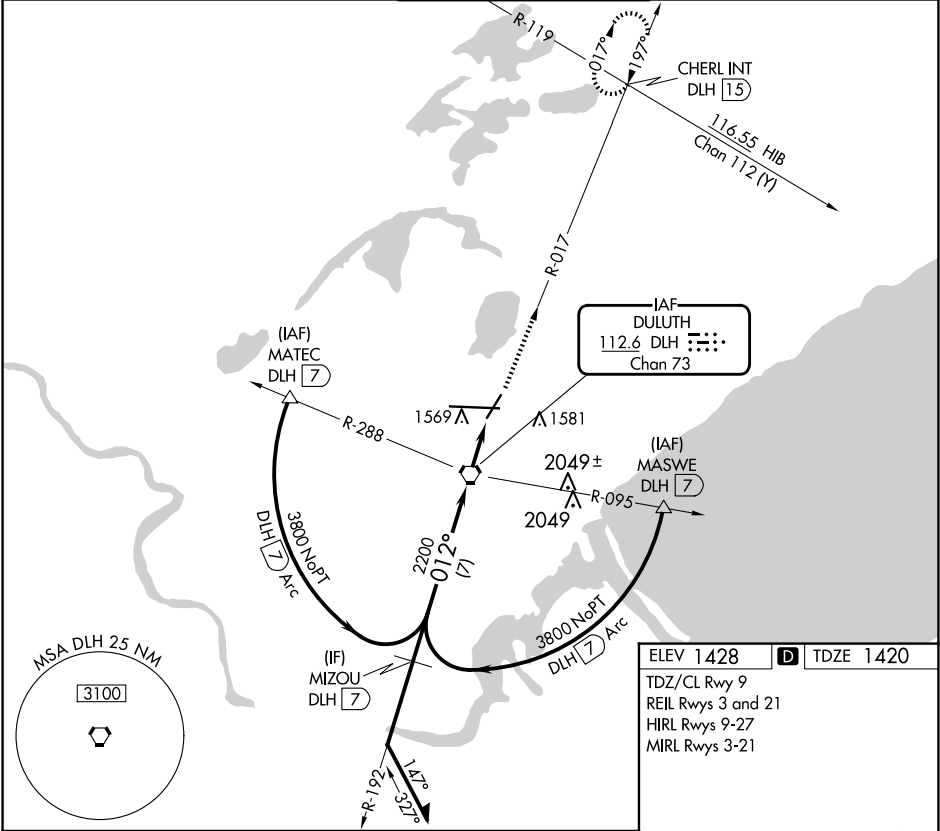 R-119
017°
197°
CHERL INT
DLH 15
116.55 HIB
Chan 112 (Y)
R-017
IAF
DULUTH
112.6 DLH
Chan 73
(IAF)
MATEC
DLH 7
R-288
1569
1581
2049±
2049
(IAF)
MASWE
DLH 7
R-095
3800 NoPT
DLH 7 Arc
2200
012°
(7)
3800 NoPT
DLH 7 Arc
(IF)
MIZOU
DLH 7
147°
327°
R-192
MSA DLH 25 NM
3100
ELEV 1428 D TDZE 1420
TDZ/CL Rwy 9
REIL Rwys 3 and 21
HIRL Rwys 9-27
MIRL Rwys 3-21